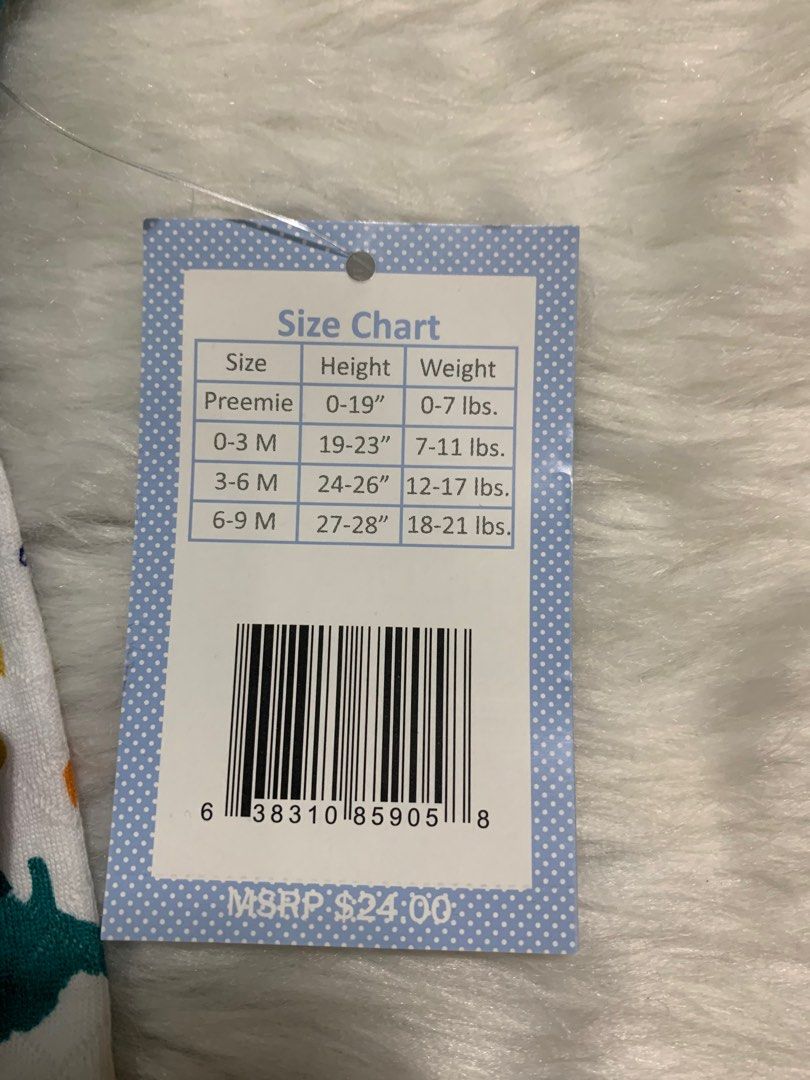 Size Chart
Size Height Weight
Preemie 0-19" 0-7 lbs.
0-3 M 19-23" 7-11 lbs.
3-6 M 24-26" 12-17 lbs.
6-9 M 27-28" 18-21 lbs.
6 38310 85905 8
MSRP $24.00